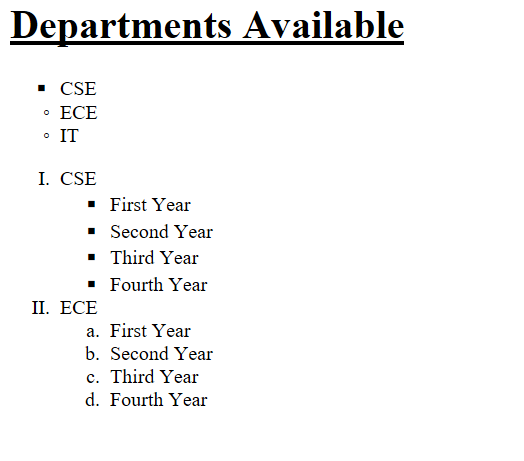 Departments Available
▪ CSE
◦ ECE
◦ IT
I. CSE
▪ First Year
▪ Second Year
▪ Third Year
▪ Fourth Year
II. ECE
a. First Year
b. Second Year
c. Third Year
d. Fourth Year